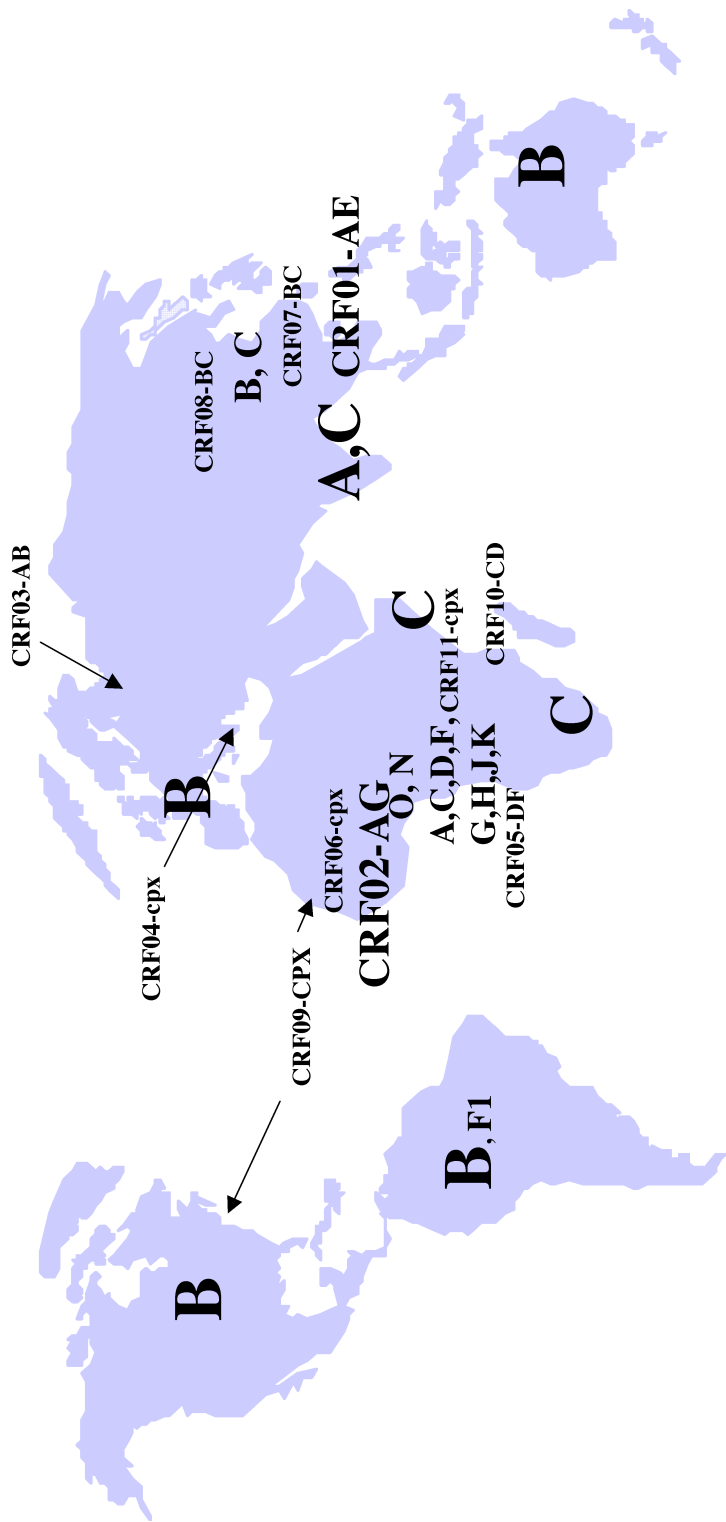 CRF03-AB
CRF04-cpx
CRF08-BC
B
B
B, C
CRF09-CPX
CRF07-BC
CRF06-cpx
A,C
CRF01-AE
CRF02-AG
O, N
C
A,C,D,F,
CRF11-cpx
B, F1
G,H,J,K
CRF10-CD
CRF05-DF
B
C